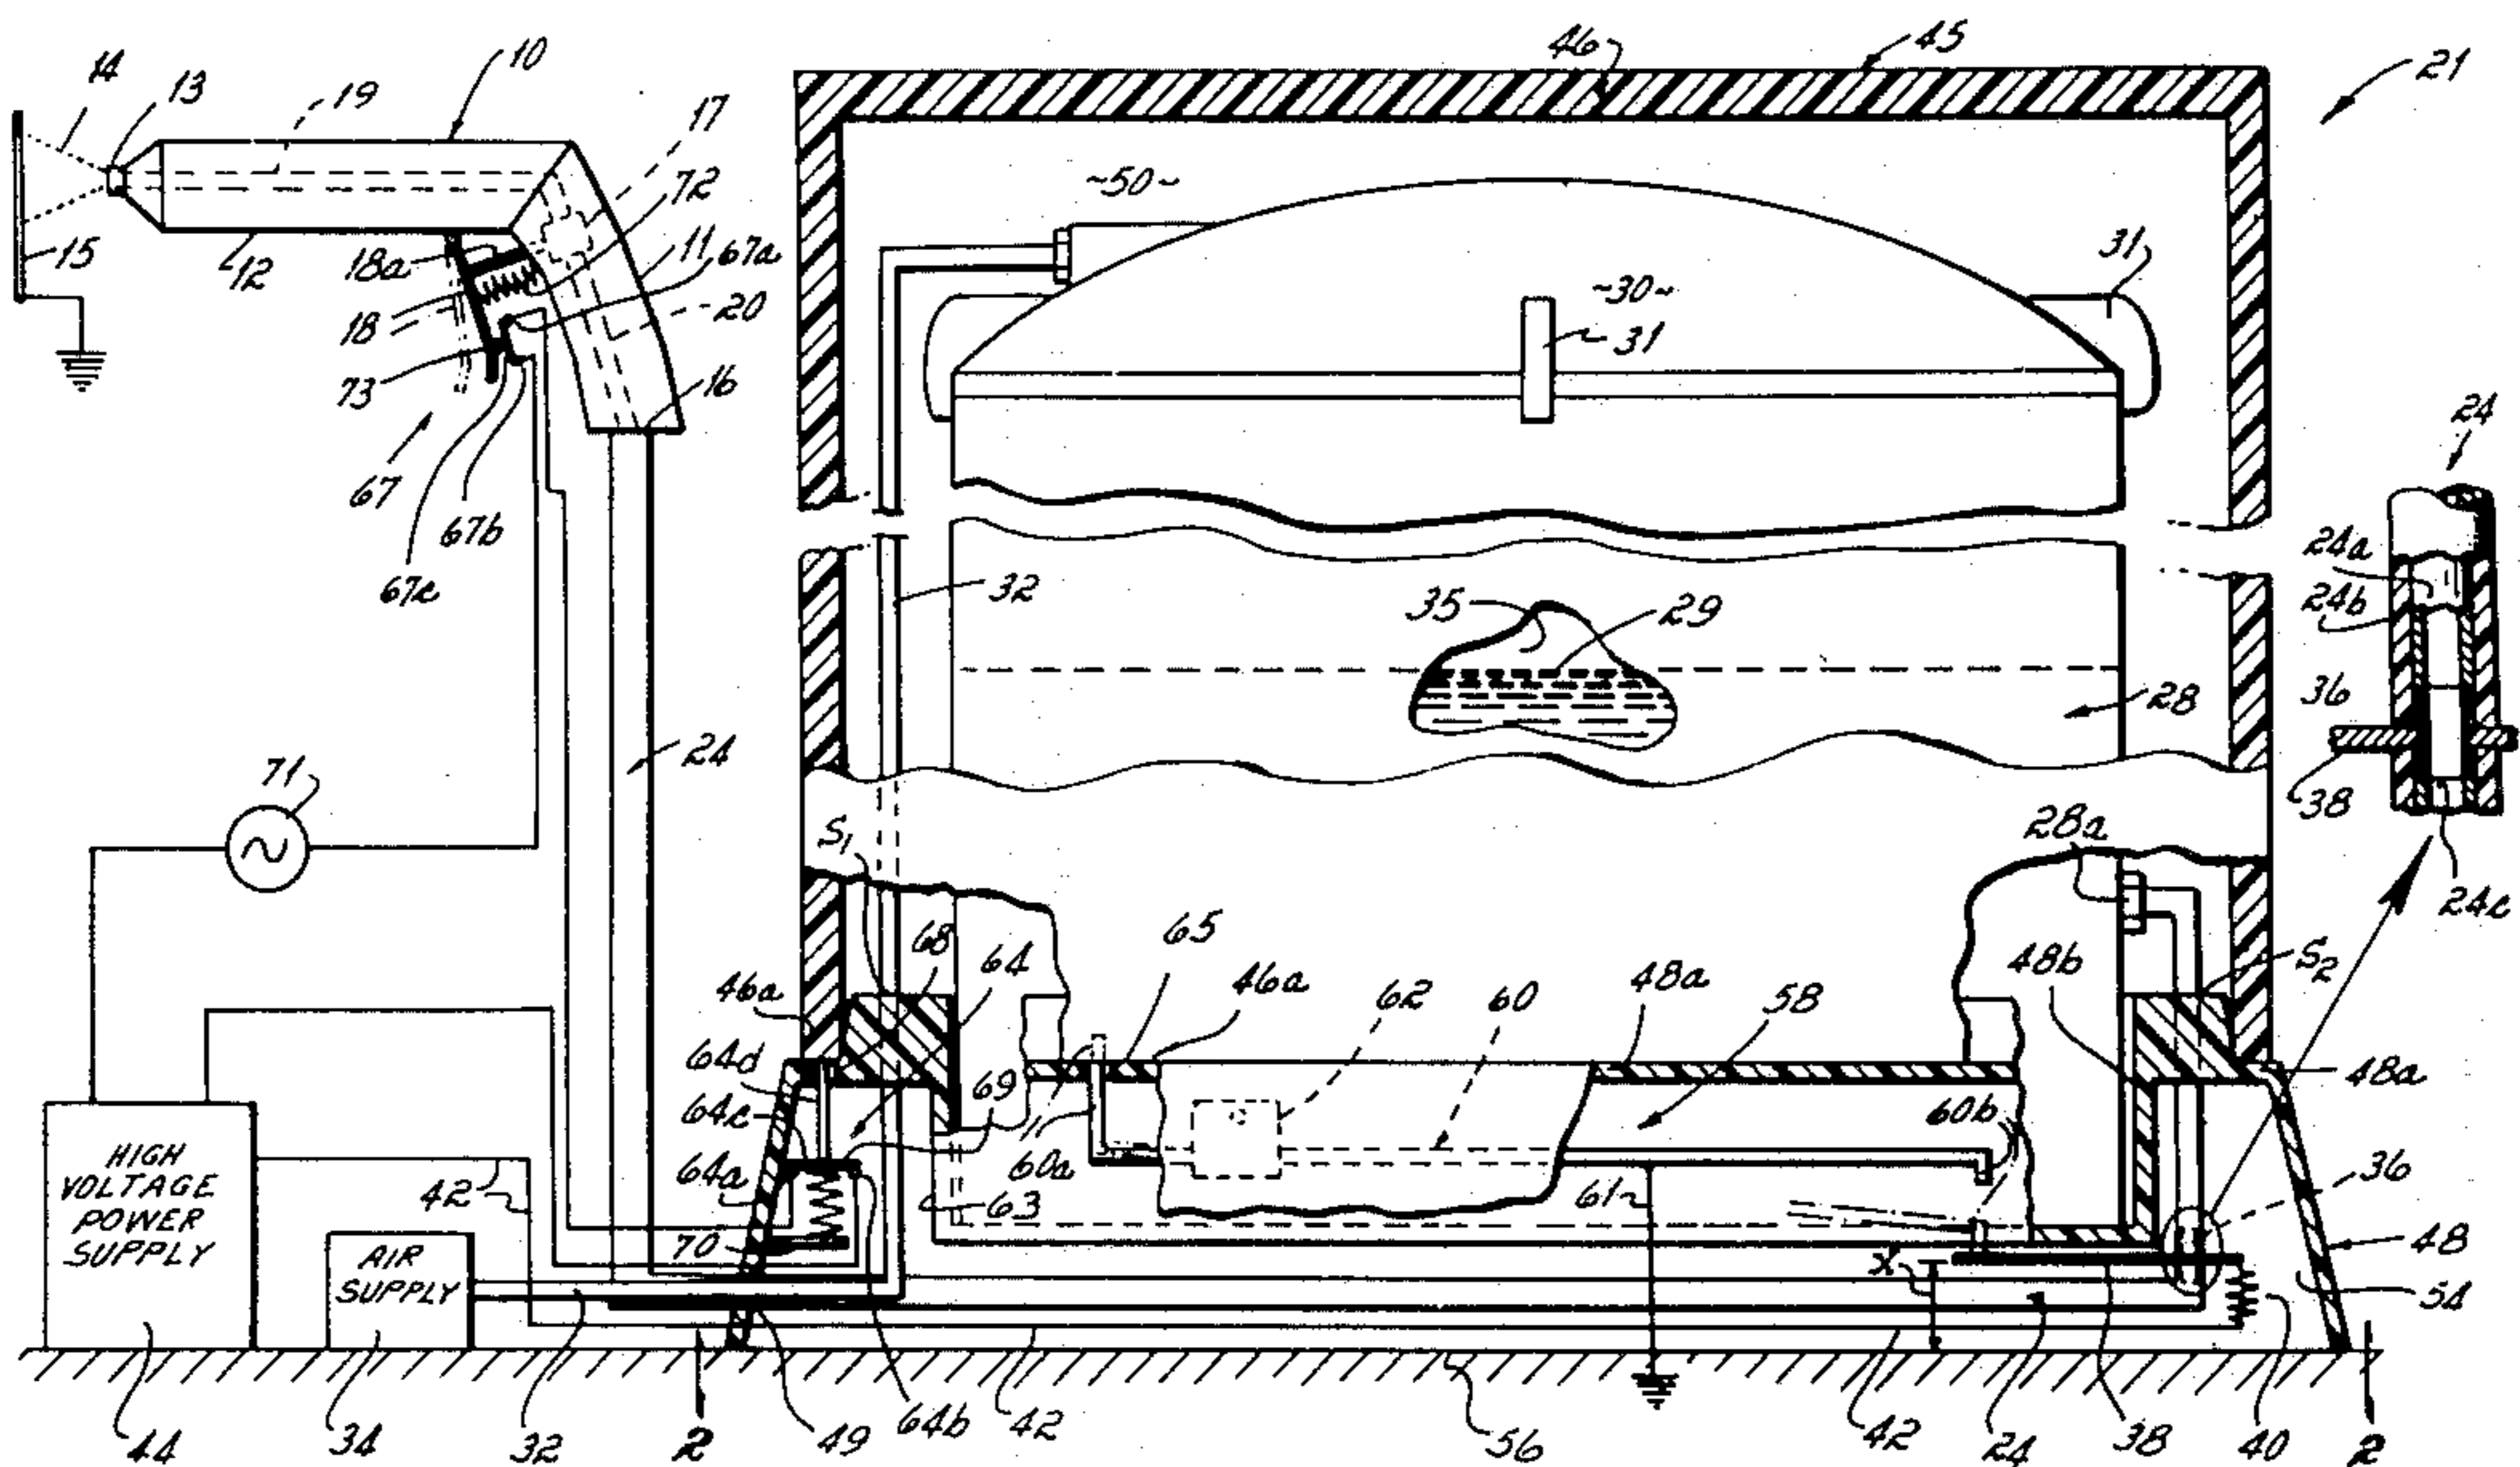 14
13
19
10
17
72
11
67a
20
16
18a
18
73
15
12
67
67b
67c
46
45
21
~50~
~30~
31
31
32
35
29
28
24
24
24a
24b
36
38
24c
71
S1
28a
S2
68
64
65
46a
46a
62
60
48a
58
48b
48a
64d
64c
64a
69
60a
63
61
60b
36
48
54
70
X
42
HIGH
VOLTAGE
POWER
SUPPLY
AIR
SUPPLY
44
34
32
2
49
64b
42
56
42
24
38
40
2